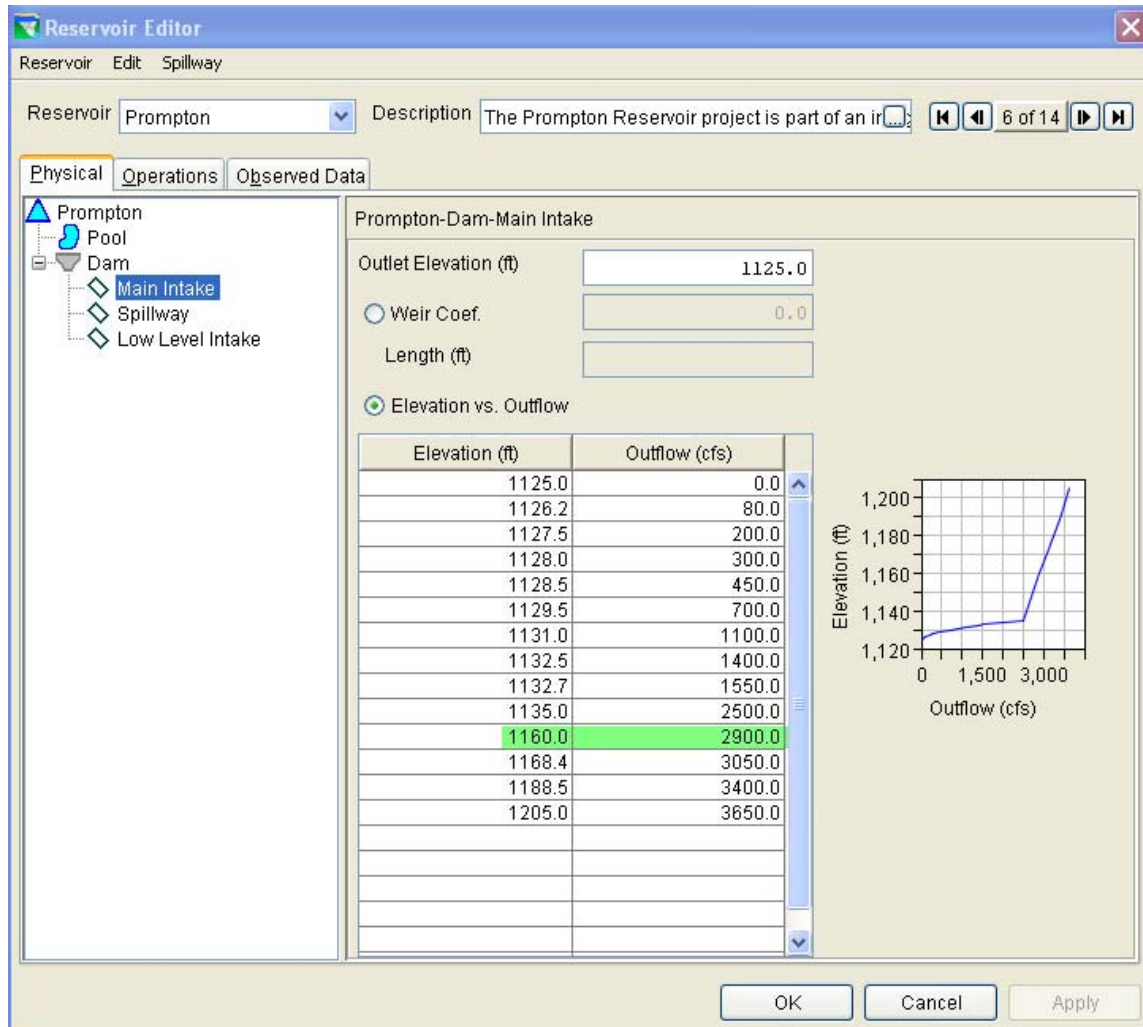 Reservoir Editor
Reservoir Edit Spillway
Reservoir Prompton Description The Prompton Reservoir project is part of an ir ... 6 of 14
Physical Operations Observed Data
Prompton
Pool
Dam
Main Intake
Spillway
Low Level Intake
Prompton-Dam-Main Intake
Outlet Elevation (ft) 1125.0
Weir Coef. 0.0
Length (ft)
Elevation vs. Outflow
Elevation (ft) Outflow (cfs)
1125.0 0.0
1126.2 80.0
1127.5 200.0
1128.0 300.0
1128.5 450.0
1129.5 700.0
1131.0 1100.0
1132.5 1400.0
1132.7 1550.0
1135.0 2500.0
1160.0 2900.0
1168.4 3050.0
1188.5 3400.0
1205.0 3650.0
Elevation (ft)
1,200
1,180
1,160
1,140
1,120
0 1,500 3,000
Outflow (cfs)
OK Cancel Apply